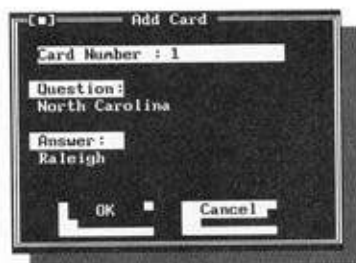 Add Card
Card Number : 1
Question:
North Carolina
Answer:
Raleigh
OK Cancel